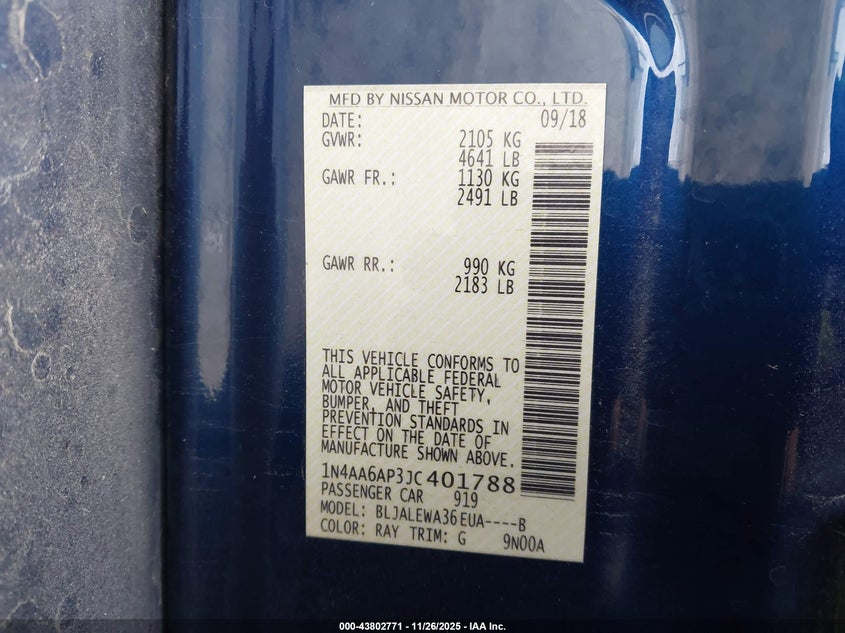 MFD BY NISSAN MOTOR CO., LTD.
DATE: 09/18
GVWR: 2105 KG
4641 LB
GAWR FR.: 1130 KG
2491 LB
GAWR RR.: 990 KG
2183 LB
THIS VEHICLE CONFORMS TO
ALL APPLICABLE FEDERAL
MOTOR VEHICLE SAFETY,
BUMPER, AND THEFT
PREVENTION STANDARDS IN
EFFECT ON THE DATE OF
MANUFACTURE SHOWN ABOVE.
1N4AA6AP3JC401788
PASSENGER CAR 919
MODEL: BLJALEWA36EUA----B
COLOR: RAY TRIM: G 9N00A
000-43802771 - 11/26/2025 - IAA Inc.